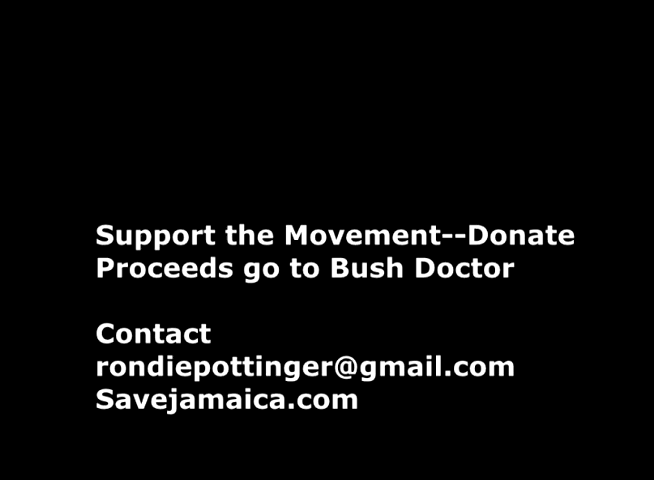 Support the Movement--Donate
Proceeds go to Bush Doctor
Contact
rondiepottinger@gmail.com
Savejamaica.com